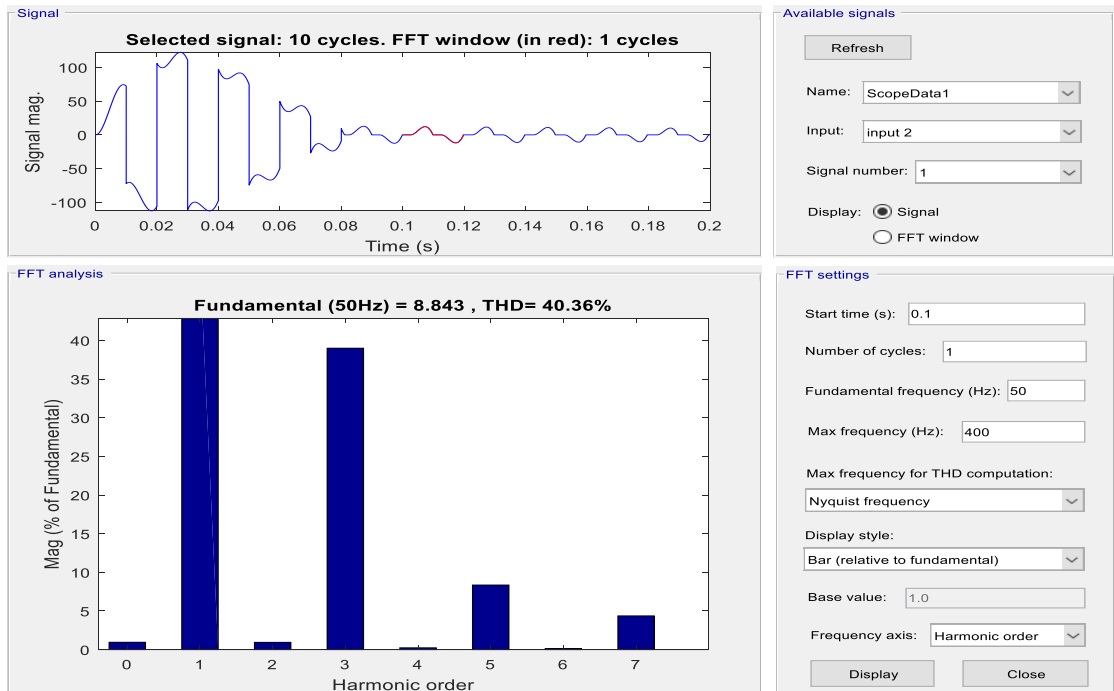 Signal
Selected signal: 10 cycles. FFT window (in red): 1 cycles
Signal mag.
100
50
0
-50
-100
0 0.02 0.04 0.06 0.08 0.1 0.12 0.14 0.16 0.18 0.2
Time (s)
FFT analysis
Fundamental (50Hz) = 8.843 , THD= 40.36%
Mag (% of Fundamental)
40
35
30
25
20
15
10
5
0
0 1 2 3 4 5 6 7
Harmonic order
Available signals
Refresh
Name: ScopeData1
Input: input 2
Signal number: 1
Display: Signal
FFT window
FFT settings
Start time (s): 0.1
Number of cycles: 1
Fundamental frequency (Hz): 50
Max frequency (Hz): 400
Max frequency for THD computation:
Nyquist frequency
Display style:
Bar (relative to fundamental)
Base value: 1.0
Frequency axis: Harmonic order
Display Close